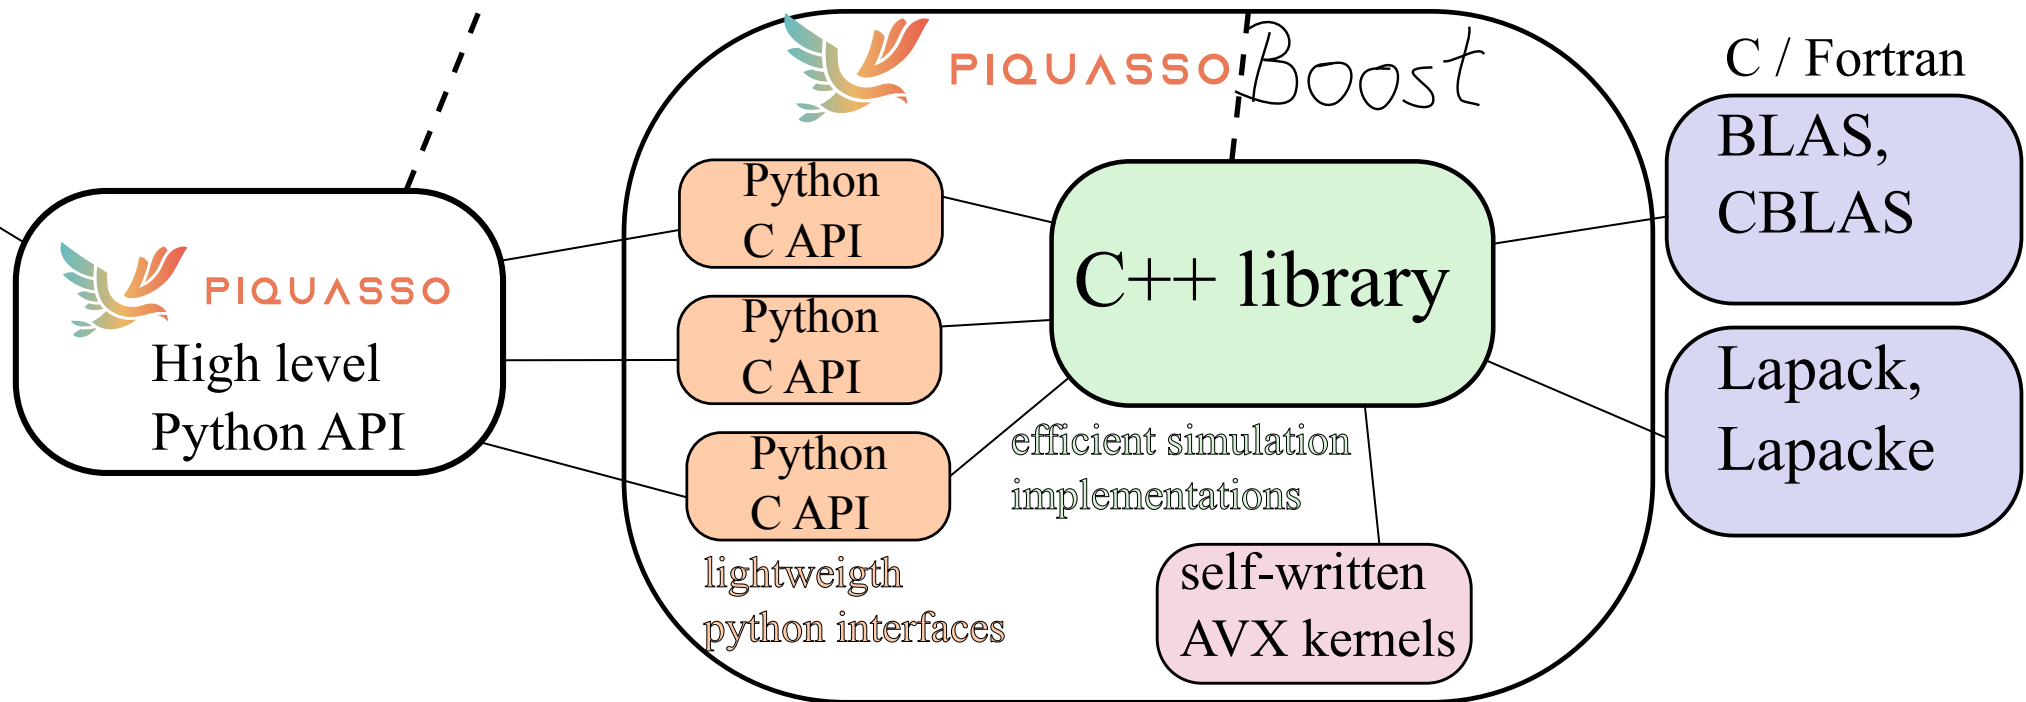 PIQUASSO
High level
Python API
PIQUASSO Boost
Python
C API
Python
C API
Python
C API
lightweigth
python interfaces
C++ library
efficient simulation
implementations
self-written
AVX kernels
C / Fortran
BLAS,
CBLAS
Lapack,
Lapacke